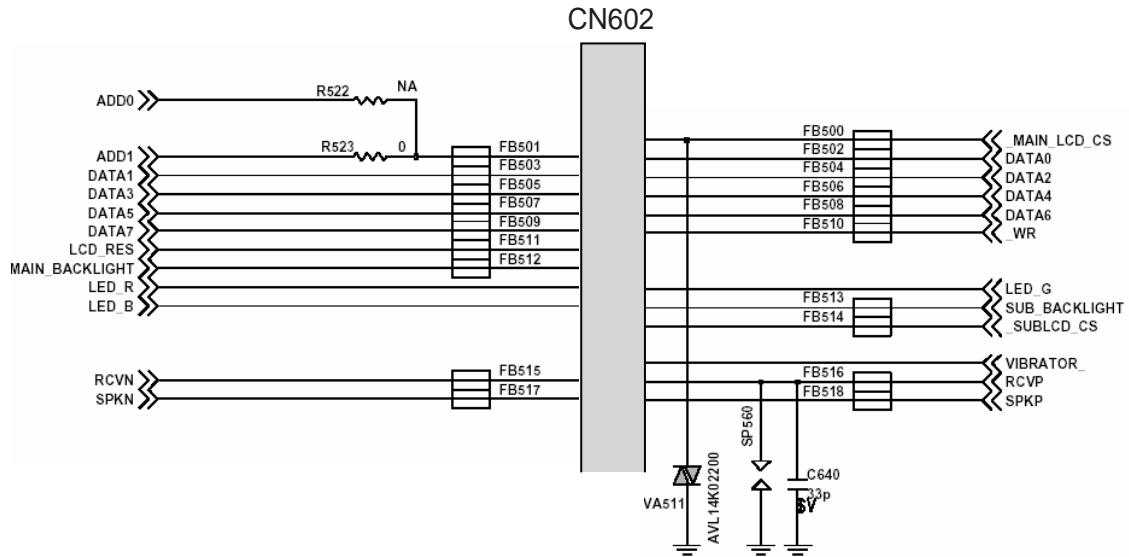 CN602
ADD0 R522 NA
ADD1 R523 0 FB501
DATA1 FB503
DATA3 FB505
DATA5 FB507
DATA7 FB509
LCD_RES FB511
MAIN_BACKLIGHT FB512
LED_R
LED_B
RCVN FB515
SPKN FB517
FB500 _MAIN_LCD_CS
FB502 DATA0
FB504 DATA2
FB506 DATA4
FB508 DATA6
FB510 _WR
LED_G
FB513 SUB_BACKLIGHT
FB514 _SUBLCD_CS
VIBRATOR_
FB516 RCVP
FB518 SPKP
VA511
AVL14K02200
SP560
C640
33p